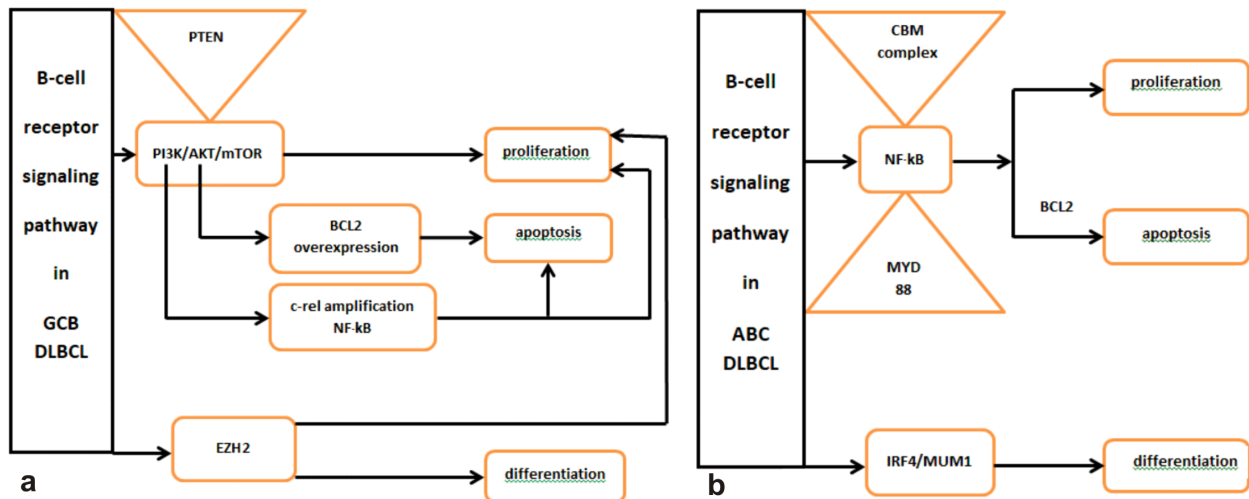 B-cell
receptor
signaling
pathway
in
GCB
DLBCL
PTEN
PI3K/AKT/mTOR
proliferation
BCL2
overexpression
apoptosis
c-rel amplification
NF-kB
EZH2
differentiation
a
B-cell
receptor
signaling
pathway
in
ABC
DLBCL
CBM
complex
NF-kB
MYD
88
proliferation
BCL2
apoptosis
IRF4/MUM1
differentiation
b